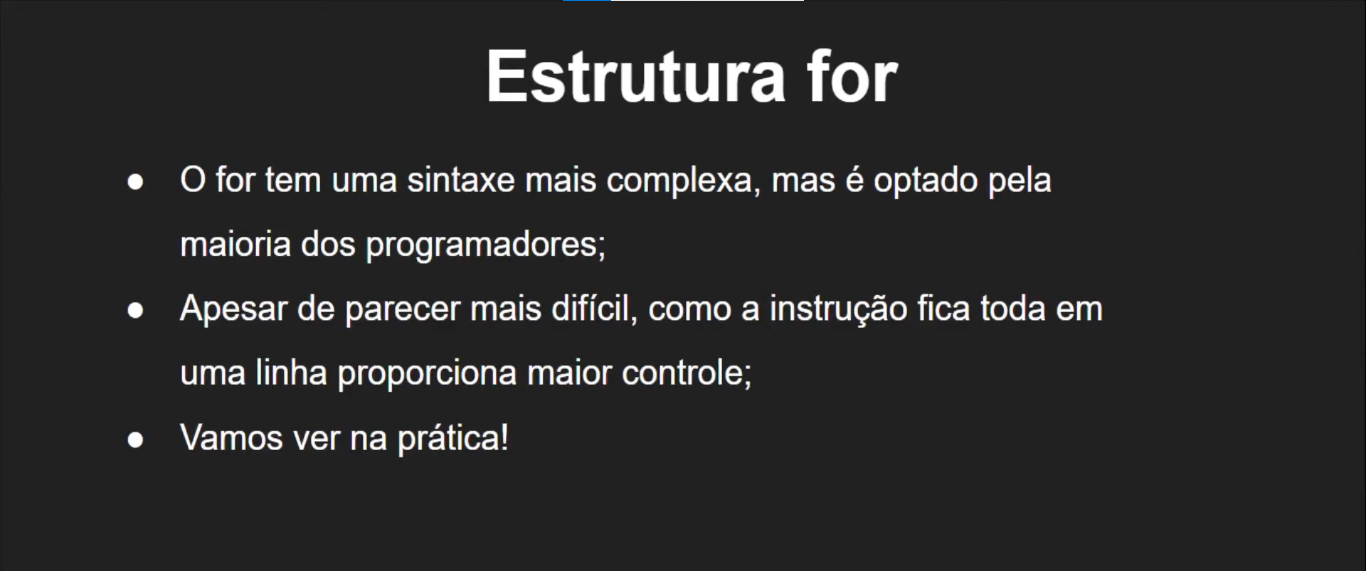 Estrutura for
● O for tem uma sintaxe mais complexa, mas é optado pela
maioria dos programadores;
● Apesar de parecer mais difícil, como a instrução fica toda em
uma linha proporciona maior controle;
● Vamos ver na prática!